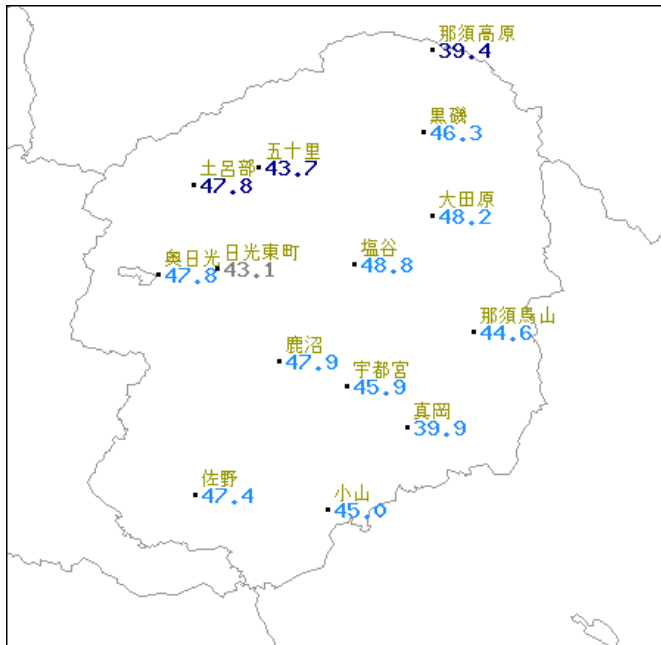 那須高原
39.4
黒磯
46.3
五十里
43.7
土呂部
47.8
大田原
48.2
日光東町
43.1
奥日光
47.8
塩谷
48.8
那須烏山
44.6
鹿沼
47.9
宇都宮
45.9
真岡
39.9
佐野
47.4
小山
45.0